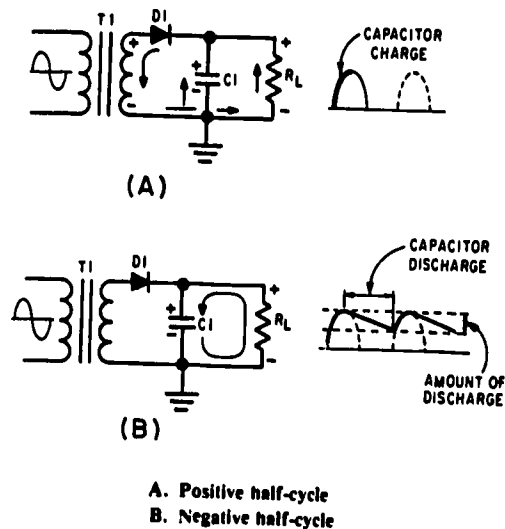 T1
D1
+
-
+
-
C1
+
-
RL
CAPACITOR
CHARGE
(A)
T1
D1
+
-
C1
+
-
RL
CAPACITOR
DISCHARGE
AMOUNT OF
DISCHARGE
(B)
A. Positive half-cycle
B. Negative half-cycle